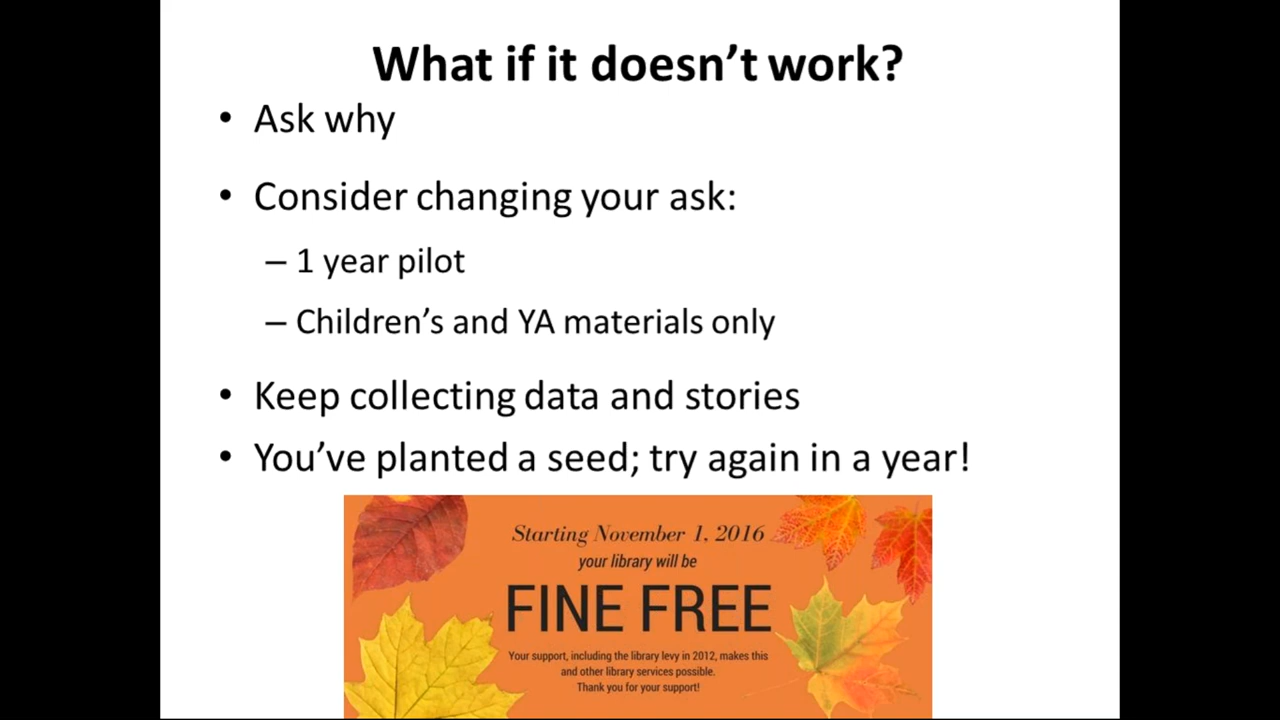 What if it doesn’t work?
• Ask why
• Consider changing your ask:
– 1 year pilot
– Children’s and YA materials only
• Keep collecting data and stories
• You’ve planted a seed; try again in a year!
Starting November 1, 2016
your library will be
FINE FREE
Your support, including the library levy in 2012, makes this
and other library services possible.
Thank you for your support!